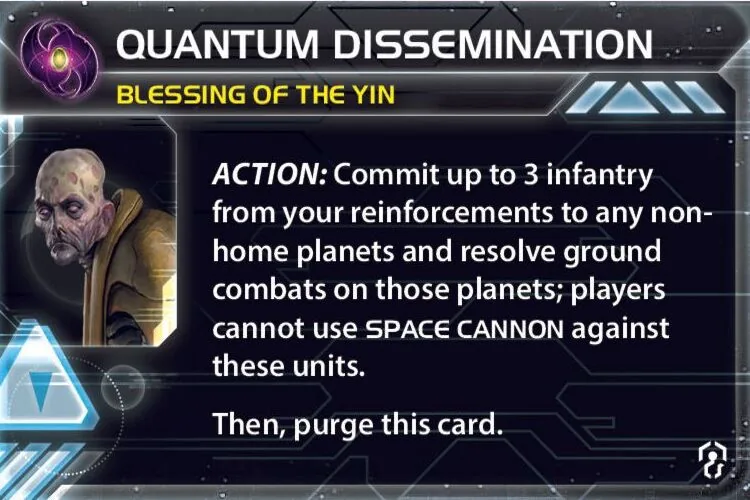 QUANTUM DISSEMINATION
BLESSING OF THE YIN
ACTION: Commit up to 3 infantry
from your reinforcements to any non-
home planets and resolve ground
combats on those planets; players
cannot use SPACE CANNON against
these units.
Then, purge this card.